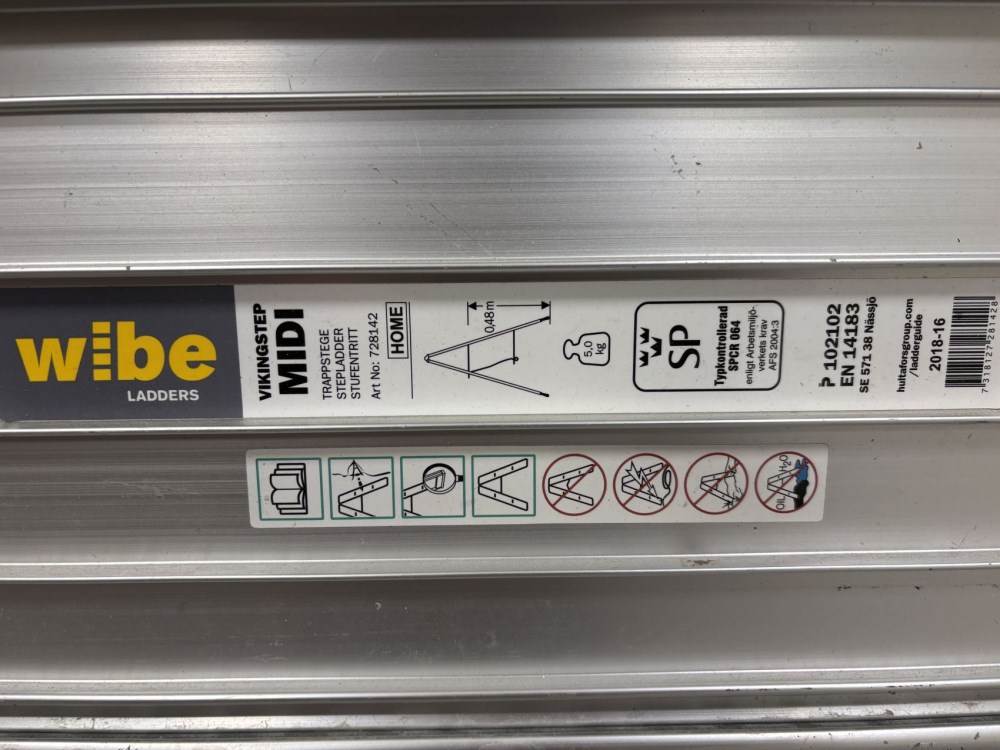 wibe
LADDERS
VIKINGSTEP
MIDI
TRAPPSTEGE
STEPLADDER
STUFENTRITT
Art No: 728142
HOME
0,48m
5,0
kg
SP
Typkontrollerad
SPCR 064
enligt Arbetsmiljö-
verkets krav
AFS 2004:3
P 102102
EN 14183
SE 571 38 Nässjö
hultaforsgroup.com
/ladderguide
2018-16
7318127281428
OIL
H₂O